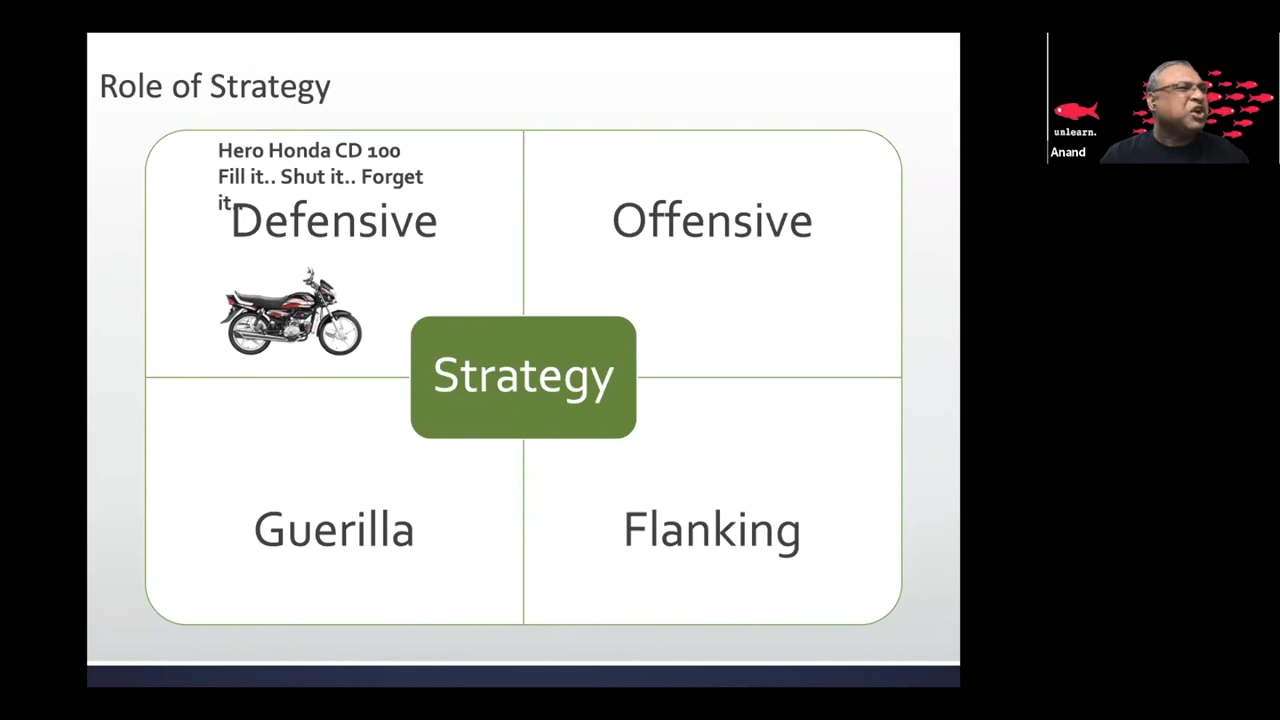 Role of Strategy
Hero Honda CD 100
Fill it.. Shut it.. Forget
it..
Defensive
Offensive
Strategy
Guerilla
Flanking
unlearn.
Anand